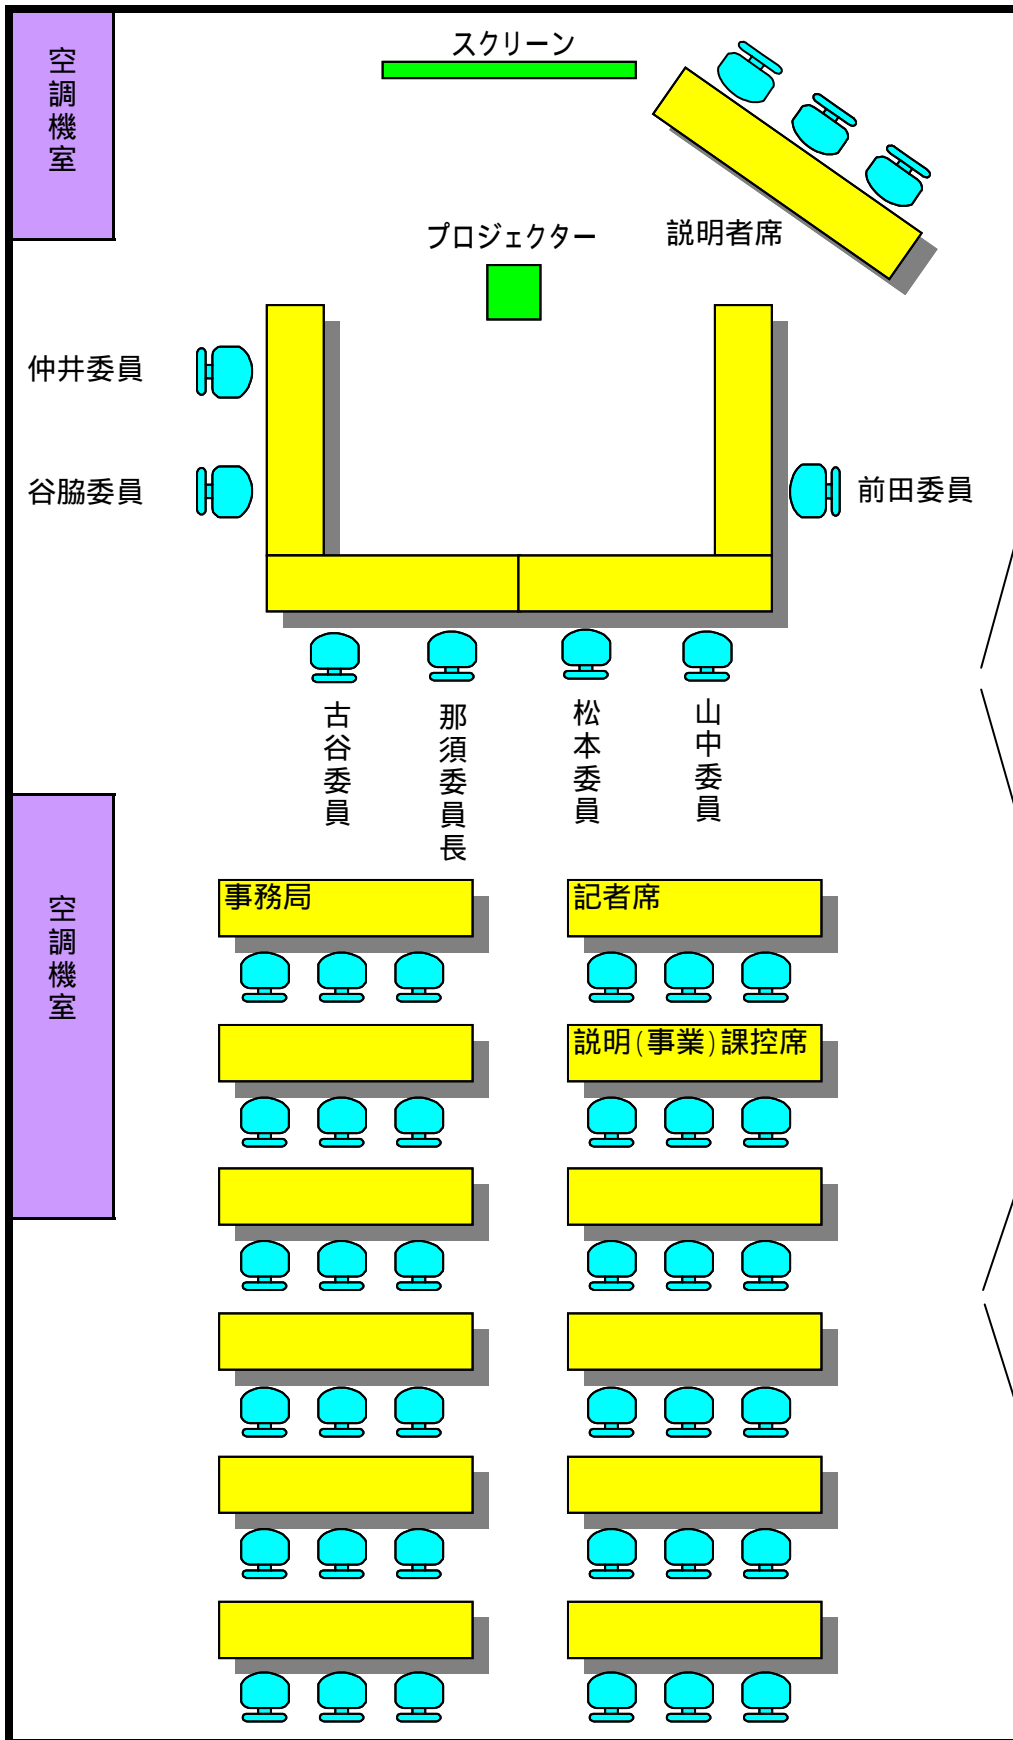 スクリーン
空調機室
プロジェクター
説明者席
仲井委員
谷脇委員
前田委員
古谷委員
那須委員長
松本委員
山中委員
事務局
記者席
空調機室
説明(事業)課控席